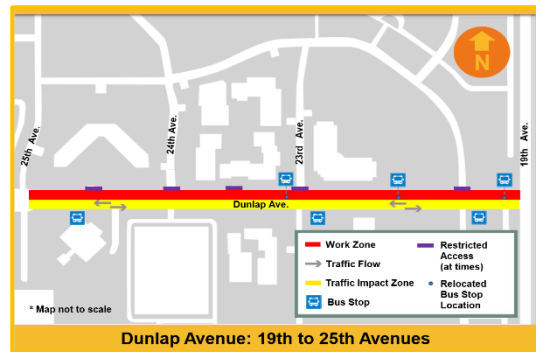 N
25th Ave.
24th Ave.
23rd Ave.
19th Ave.
Dunlap Ave.
Work Zone
Traffic Flow
Traffic Impact Zone
Bus Stop
Restricted
Access
(at times)
Relocated
Bus Stop
Location
* Map not to scale
Dunlap Avenue: 19th to 25th Avenues